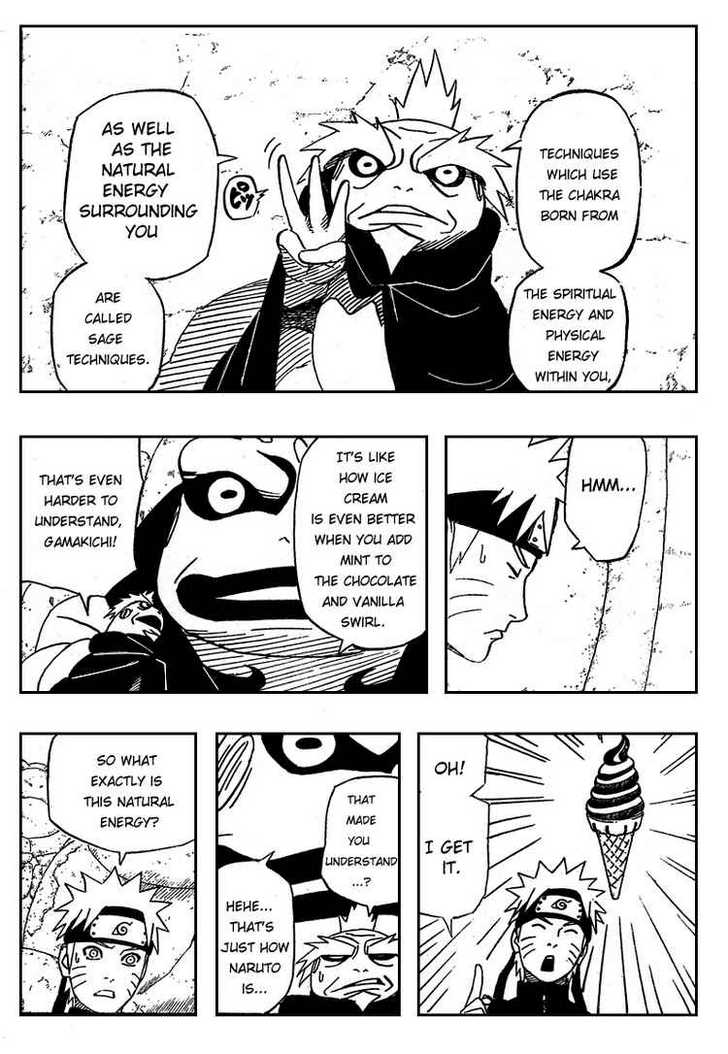 TECHNIQUES
WHICH USE
THE CHAKRA
BORN FROM
THE SPIRITUAL
ENERGY AND
PHYSICAL
ENERGY
WITHIN YOU,
AS WELL
AS THE
NATURAL
ENERGY
SURROUNDING
YOU
ARE
CALLED
SAGE
TECHNIQUES.
HMM...
IT'S LIKE
HOW ICE
CREAM
IS EVEN BETTER
WHEN YOU ADD
MINT TO
THE CHOCOLATE
AND VANILLA
SWIRL.
THAT'S EVEN
HARDER TO
UNDERSTAND,
GAMAKICHI!
OH!
I GET
IT.
THAT
MADE
YOU
UNDERSTAND
...?
HEHE...
THAT'S
JUST HOW
NARUTO
IS...
SO WHAT
EXACTLY IS
THIS NATURAL
ENERGY?